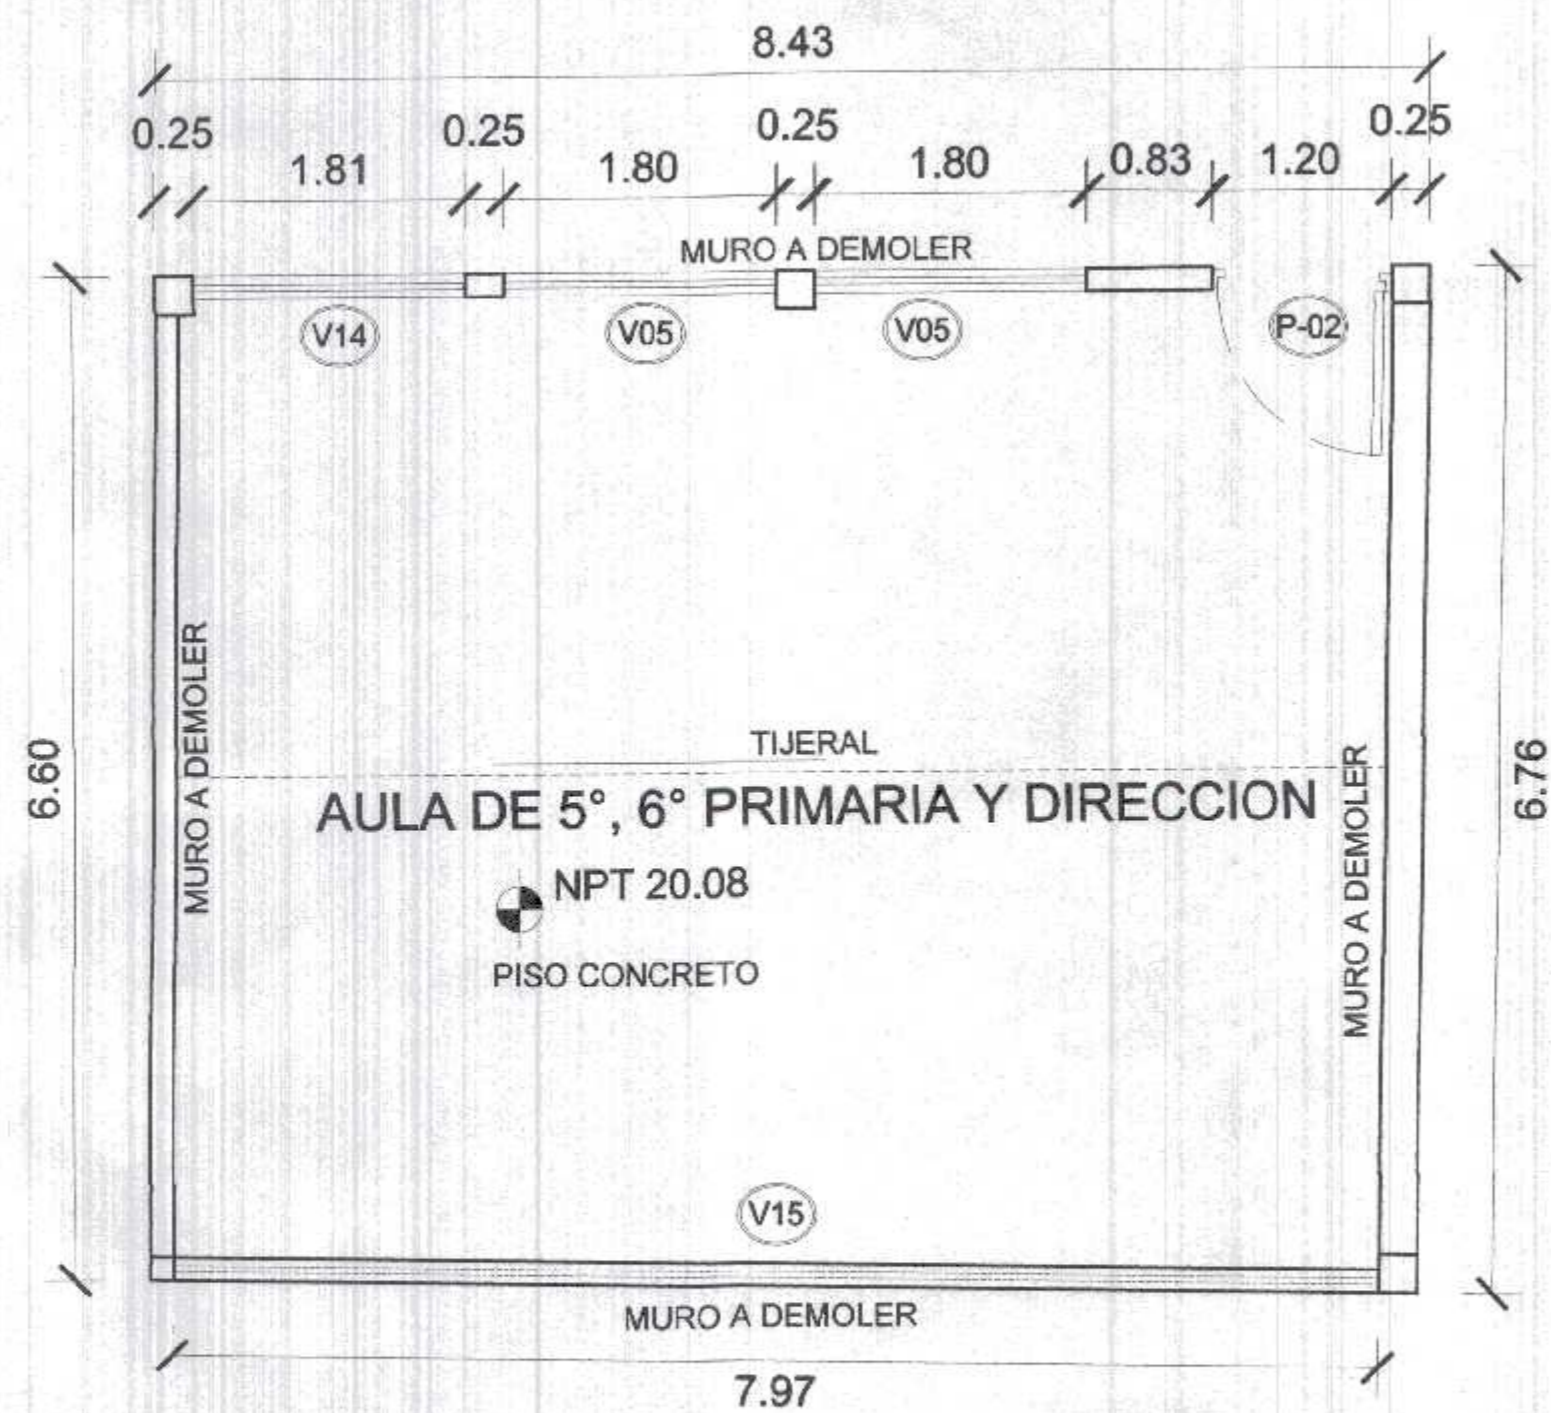 8.43
0.25 0.25 0.25 0.25
1.81 1.80 1.80 0.83 1.20
MURO A DEMOLER
V14 V05 V05 P-02
MURO A DEMOLER
6.60
TIJERAL
AULA DE 5°, 6° PRIMARIA Y DIRECCION
NPT 20.08
PISO CONCRETO
MURO A DEMOLER
6.76
V15
MURO A DEMOLER
7.97